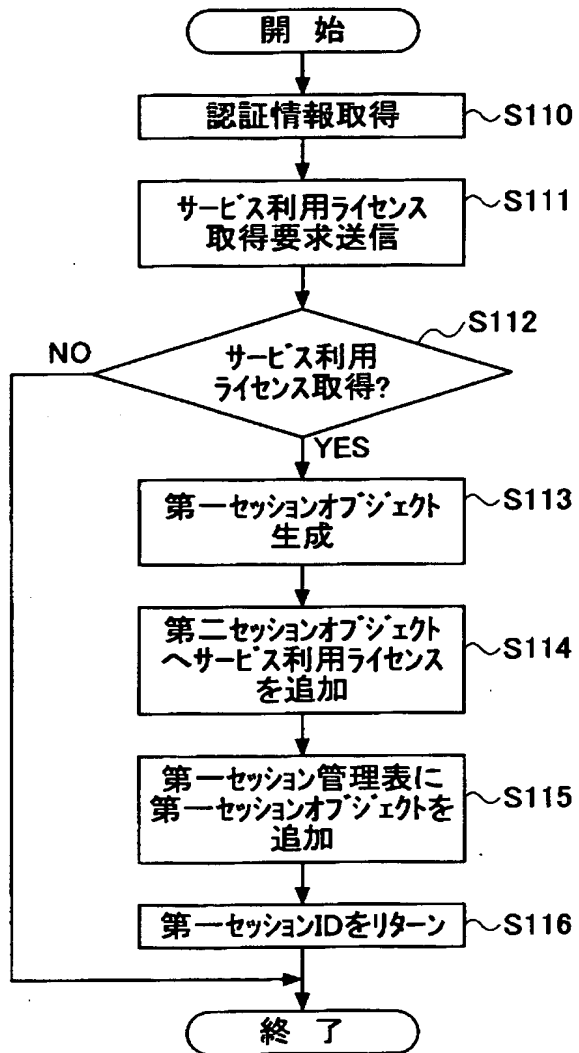 開 始
認証情報取得
S110
サービス利用ライセンス
取得要求送信
S111
サービス利用
ライセンス取得?
S112
NO
YES
第一セッションオブジェクト
生成
S113
第二セッションオブジェクト
へサービス利用ライセンス
を追加
S114
第一セッション管理表に
第一セッションオブジェクトを
追加
S115
第一セッションIDをリターン
S116
終 了